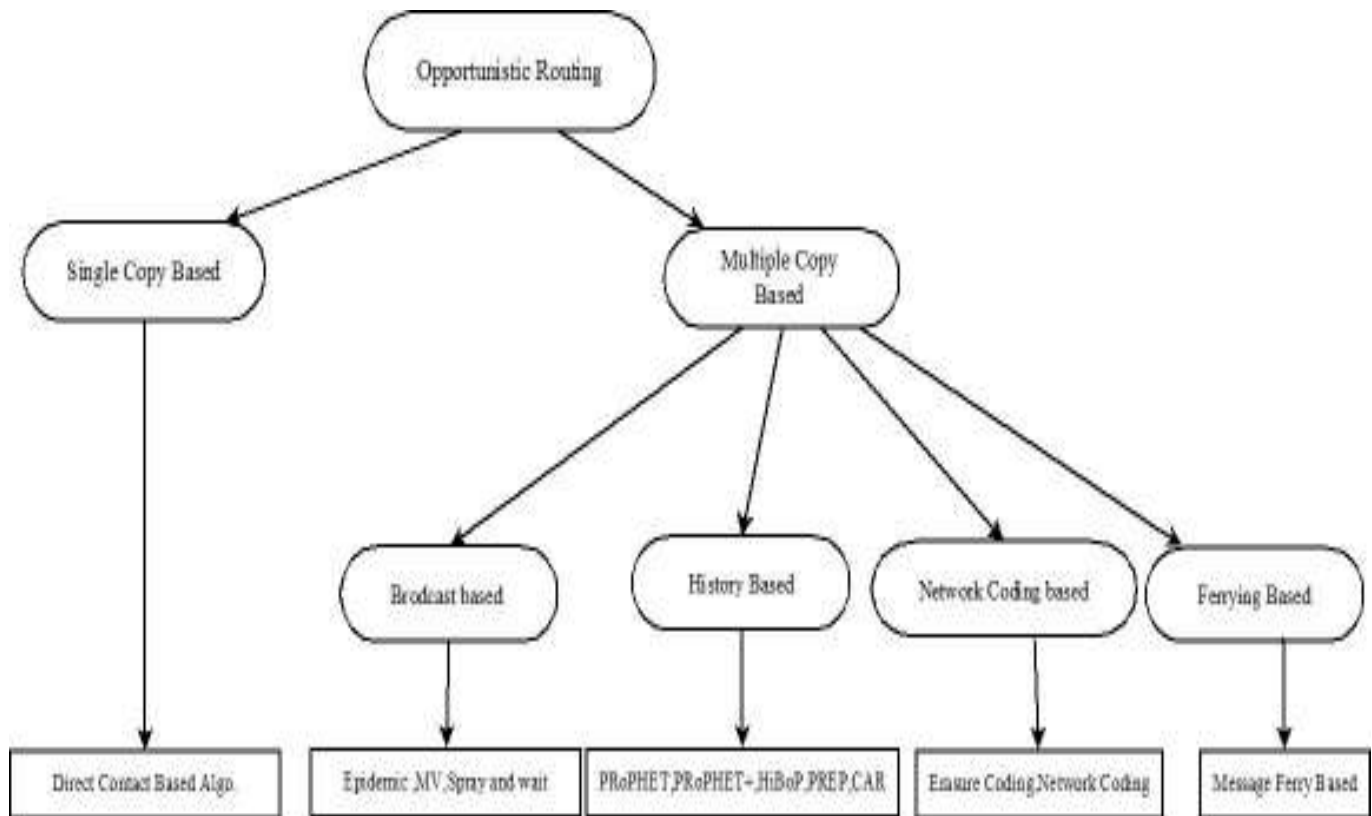 Opportunistic Routing
Single Copy Based
Multiple Copy
Based
Brodcast based
History Based
Network Coding based
Ferrying Based
Direct Contact Based Algo.
Epidemic ,MV,Spray and wait
PRoPHET,PRoPHET+,HiBoP,PREP,CAR
Erasure Coding,Network Coding
Message Ferry Based